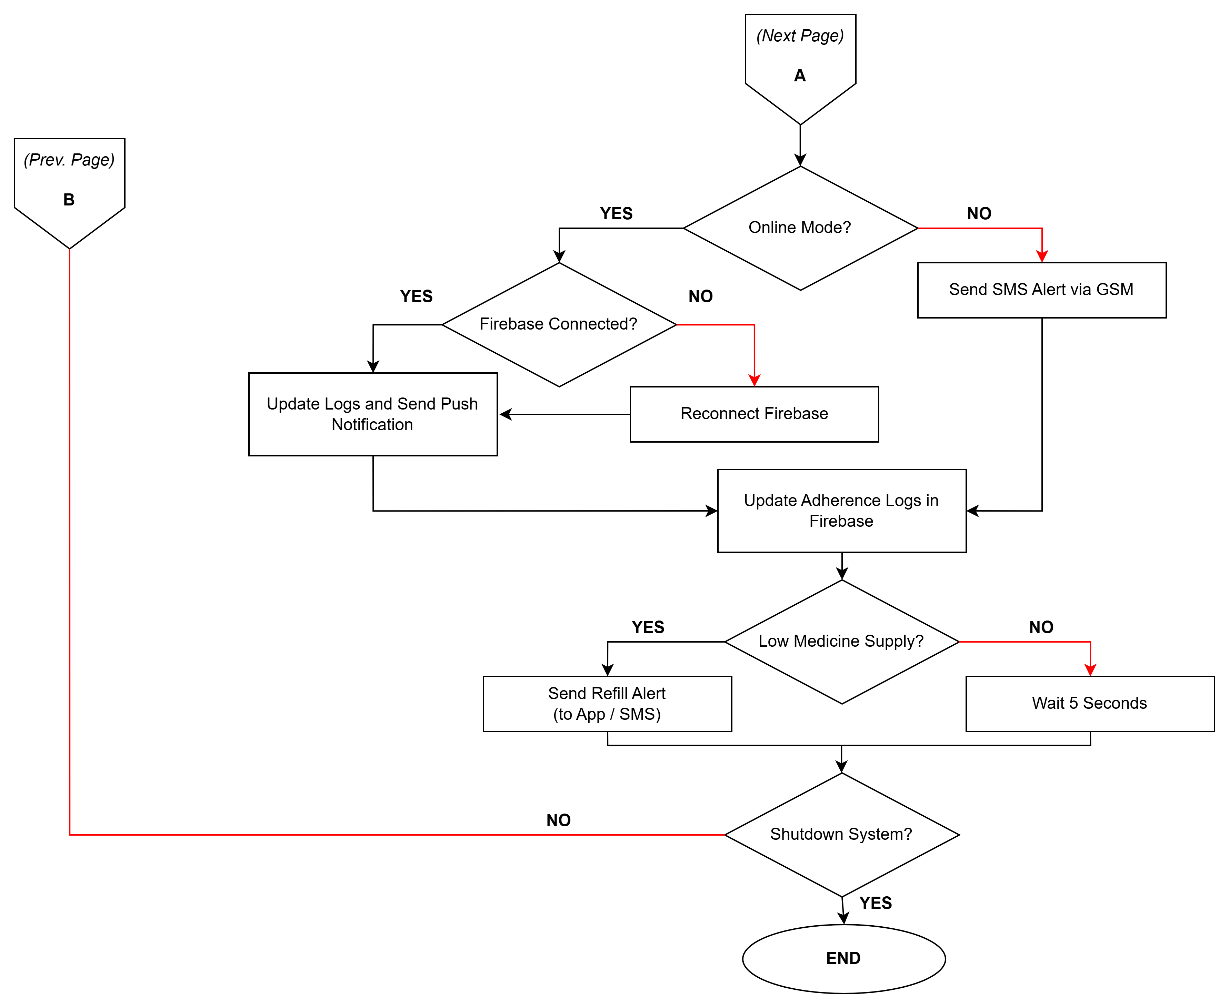 (Next Page)
A
(Prev. Page)
B
YES
Online Mode?
NO
Send SMS Alert via GSM
YES
Firebase Connected?
NO
Update Logs and Send Push
Notification
Reconnect Firebase
Update Adherence Logs in
Firebase
YES
Low Medicine Supply?
NO
Send Refill Alert
(to App / SMS)
Wait 5 Seconds
NO
Shutdown System?
YES
END